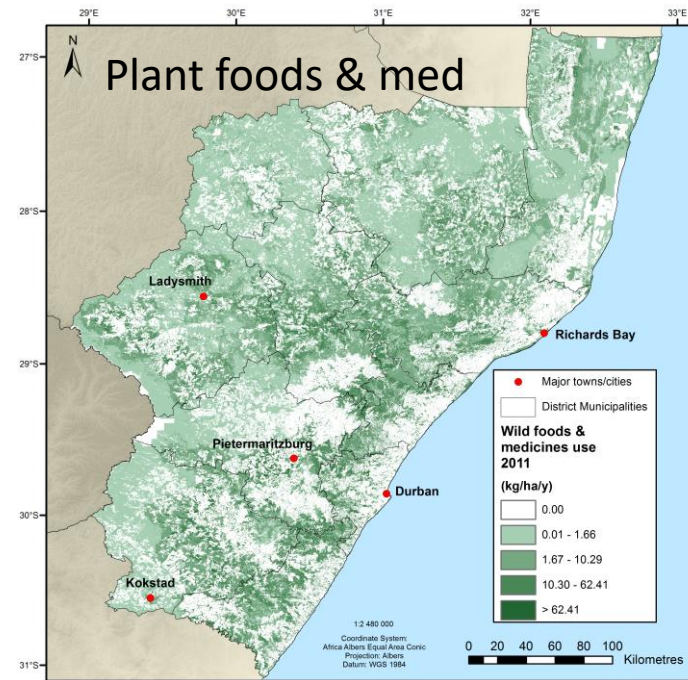 29°E 30°E 31°E 32°E 33°E
N
Plant foods & med
27°S
28°S
29°S
30°S
31°S
Ladysmith
Richards Bay
Pietermaritzburg
Durban
Kokstad
Major towns/cities
District Municipalities
Wild foods &
medicines use
2011
(kg/ha/y)
0.00
0.01 - 1.66
1.67 - 10.29
10.30 - 62.41
> 62.41
1:2 480 000
Coordinate System:
Africa Albers Equal Area Conic
Projection: Albers
Datum: WGS 1984
0 20 40 60 80 100
Kilometres